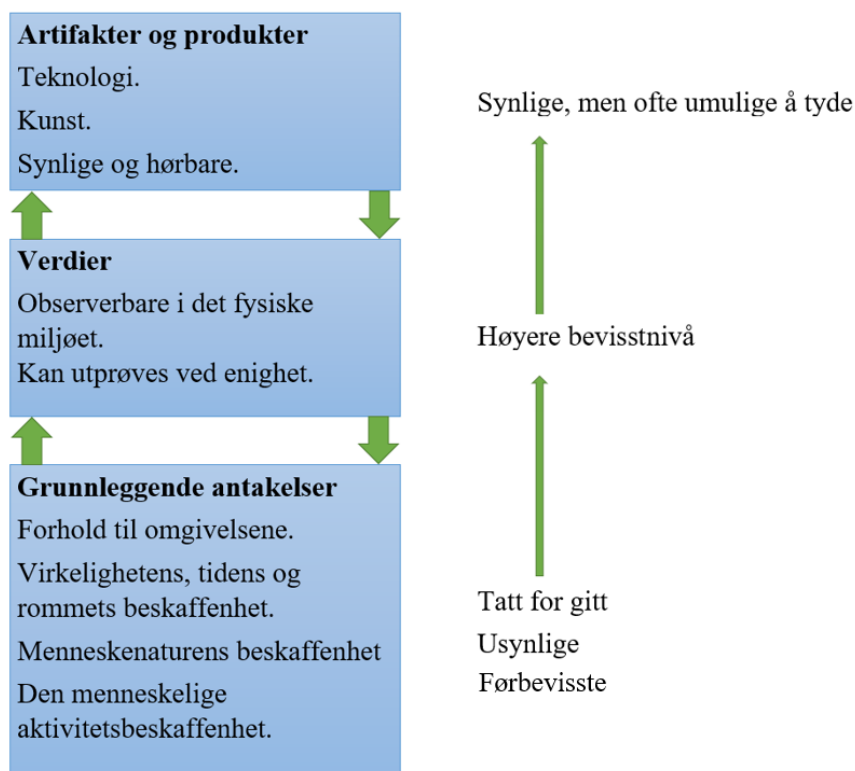 Artifakter og produkter
Teknologi.
Kunst.
Synlige og hørbare.
Synlige, men ofte umulige å tyde
Verdier
Observerbare i det fysiske
miljøet.
Kan utprøves ved enighet.
Høyere bevisstnivå
Grunnleggende antakelser
Forhold til omgivelsene.
Virkelighetens, tidens og
rommets beskaffenhet.
Menneskenaturens beskaffenhet
Den menneskelige
aktivitetsbeskaffenhet.
Tatt for gitt
Usynlige
Førbevisste